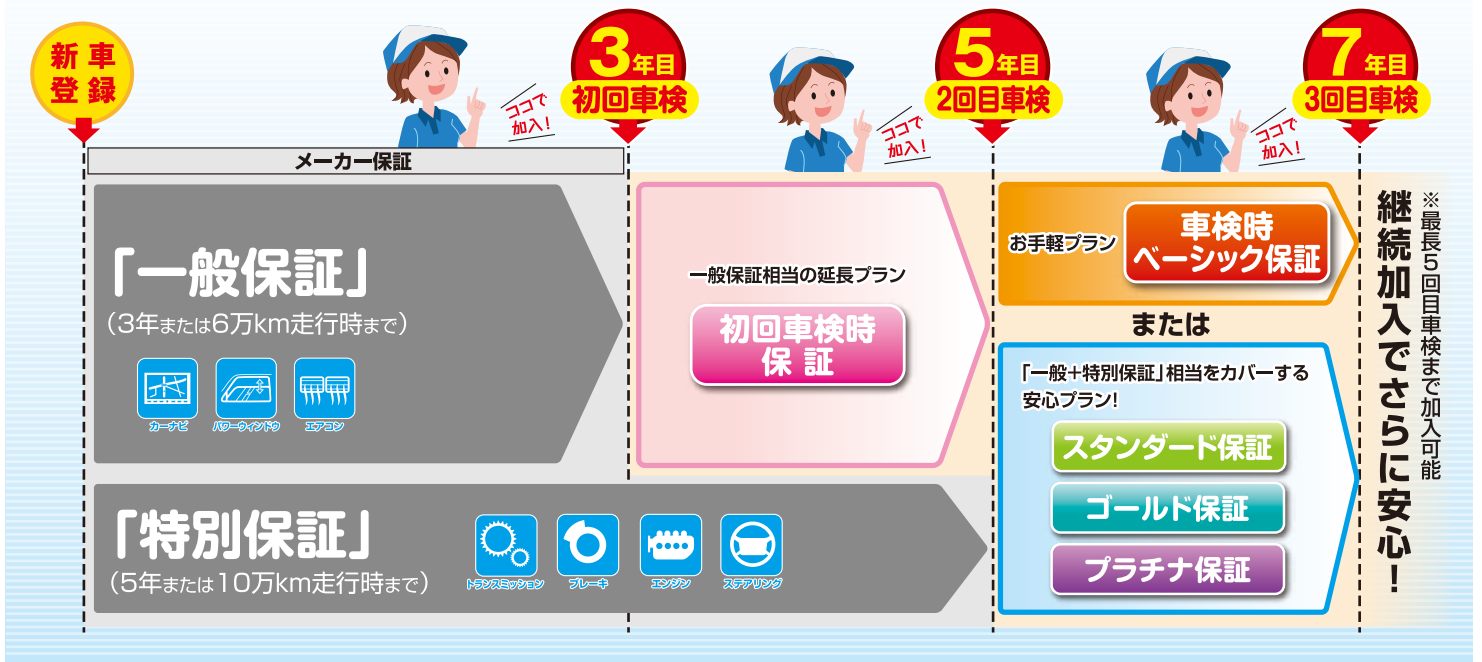 新車
登録
ココで
加入!
3年目
初回車検
ココで
加入!
5年目
2回目車検
ココで
加入!
7年目
3回目車検
メーカー保証
「一般保証」
(3年または6万km走行時まで)
カーナビ
パワーウィンドウ
エアコン
一般保証相当の延長プラン
初回車検時
保証
お手軽プラン
車検時
ベーシック保証
または
「一般+特別保証」相当をカバーする
安心プラン!
スタンダード保証
ゴールド保証
プラチナ保証
「特別保証」
(5年または10万km走行時まで)
トランスミッション
ブレーキ
エンジン
ステアリング
※最長5回目車検まで加入可能
継続加入でさらに安心!